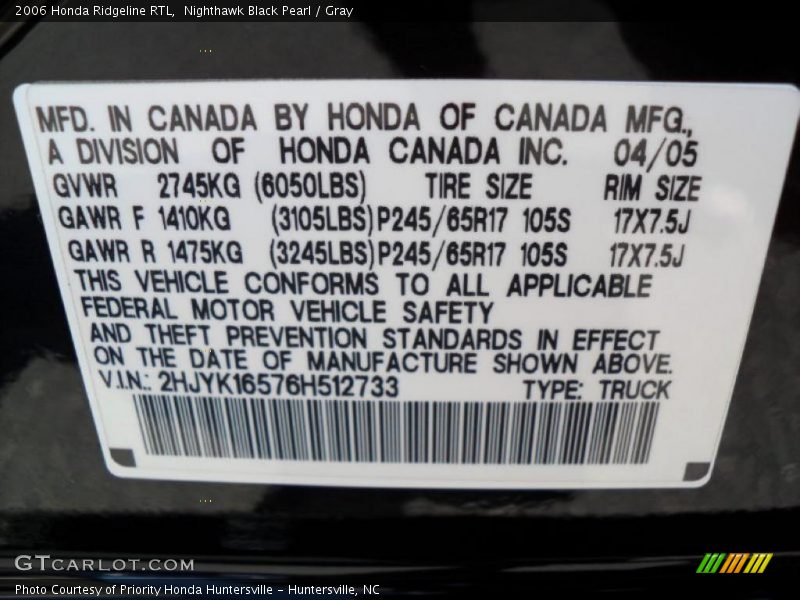 2006 Honda Ridgeline RTL, Nighthawk Black Pearl / Gray
MFD. IN CANADA BY HONDA OF CANADA MFG.,
A DIVISION OF HONDA CANADA INC. 04/05
GVWR 2745KG (6050LBS) TIRE SIZE RIM SIZE
GAWR F 1410KG (3105LBS) P245/65R17 105S 17X7.5J
GAWR R 1475KG (3245LBS) P245/65R17 105S 17X7.5J
THIS VEHICLE CONFORMS TO ALL APPLICABLE
FEDERAL MOTOR VEHICLE SAFETY
AND THEFT PREVENTION STANDARDS IN EFFECT
ON THE DATE OF MANUFACTURE SHOWN ABOVE.
V.I.N.: 2HJYK16576H512733 TYPE: TRUCK
GTCARLOT.COM
Photo Courtesy of Priority Honda Huntersville - Huntersville, NC